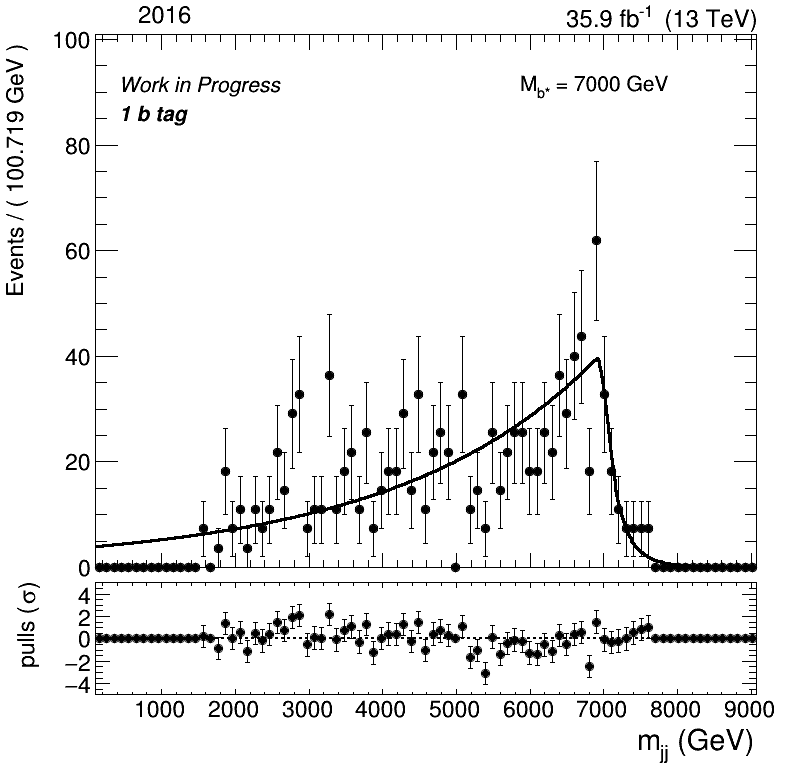 2016
35.9 fb⁻¹ (13 TeV)
Events / ( 100.719 GeV )
100
80
60
40
20
0
Work in Progress
1 b tag
M_b* = 7000 GeV
pulls (σ)
4
2
0
−2
−4
1000 2000 3000 4000 5000 6000 7000 8000 9000
m_jj (GeV)